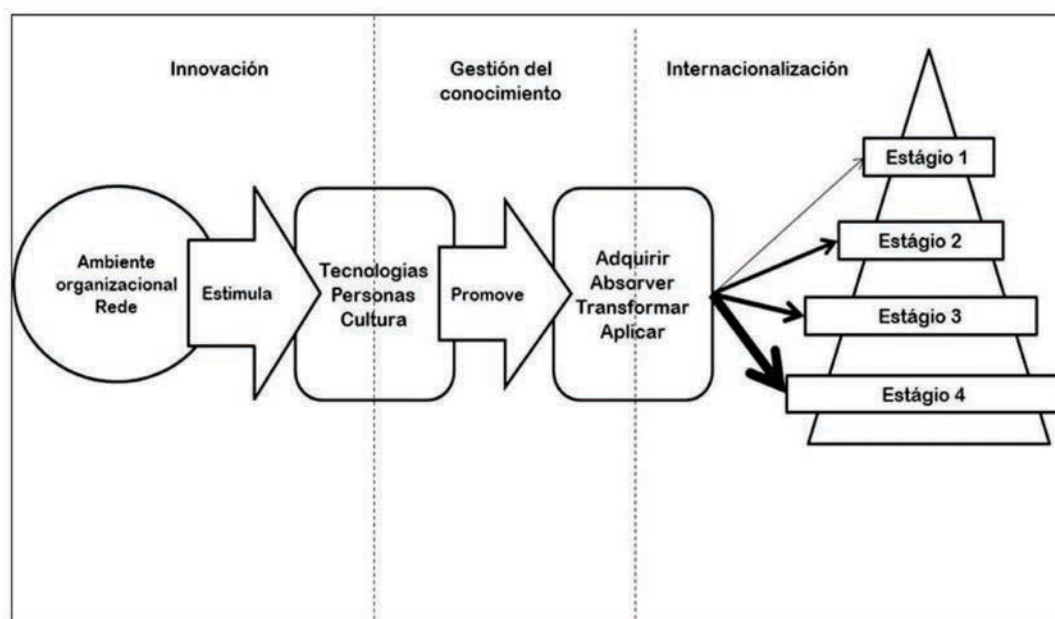 Innovación
Gestión del
conocimiento
Internacionalización
Ambiente
organizacional
Rede
Estimula
Tecnologias
Personas
Cultura
Promove
Adquirir
Absorver
Transformar
Aplicar
Estágio 1
Estágio 2
Estágio 3
Estágio 4